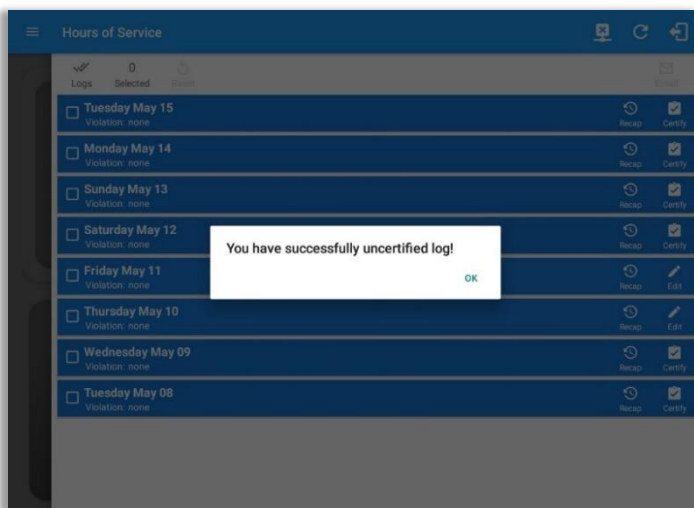 Hours of Service
Logs
0
Selected
Reset
Email
Tuesday May 15
Violation: none
Recap
Certify
Monday May 14
Violation: none
Recap
Certify
Sunday May 13
Violation: none
Recap
Certify
Saturday May 12
Violation: none
Recap
Certify
You have successfully uncertified log!
OK
Friday May 11
Violation: none
Recap
Edit
Thursday May 10
Violation: none
Recap
Edit
Wednesday May 09
Violation: none
Recap
Certify
Tuesday May 08
Violation: none
Recap
Certify